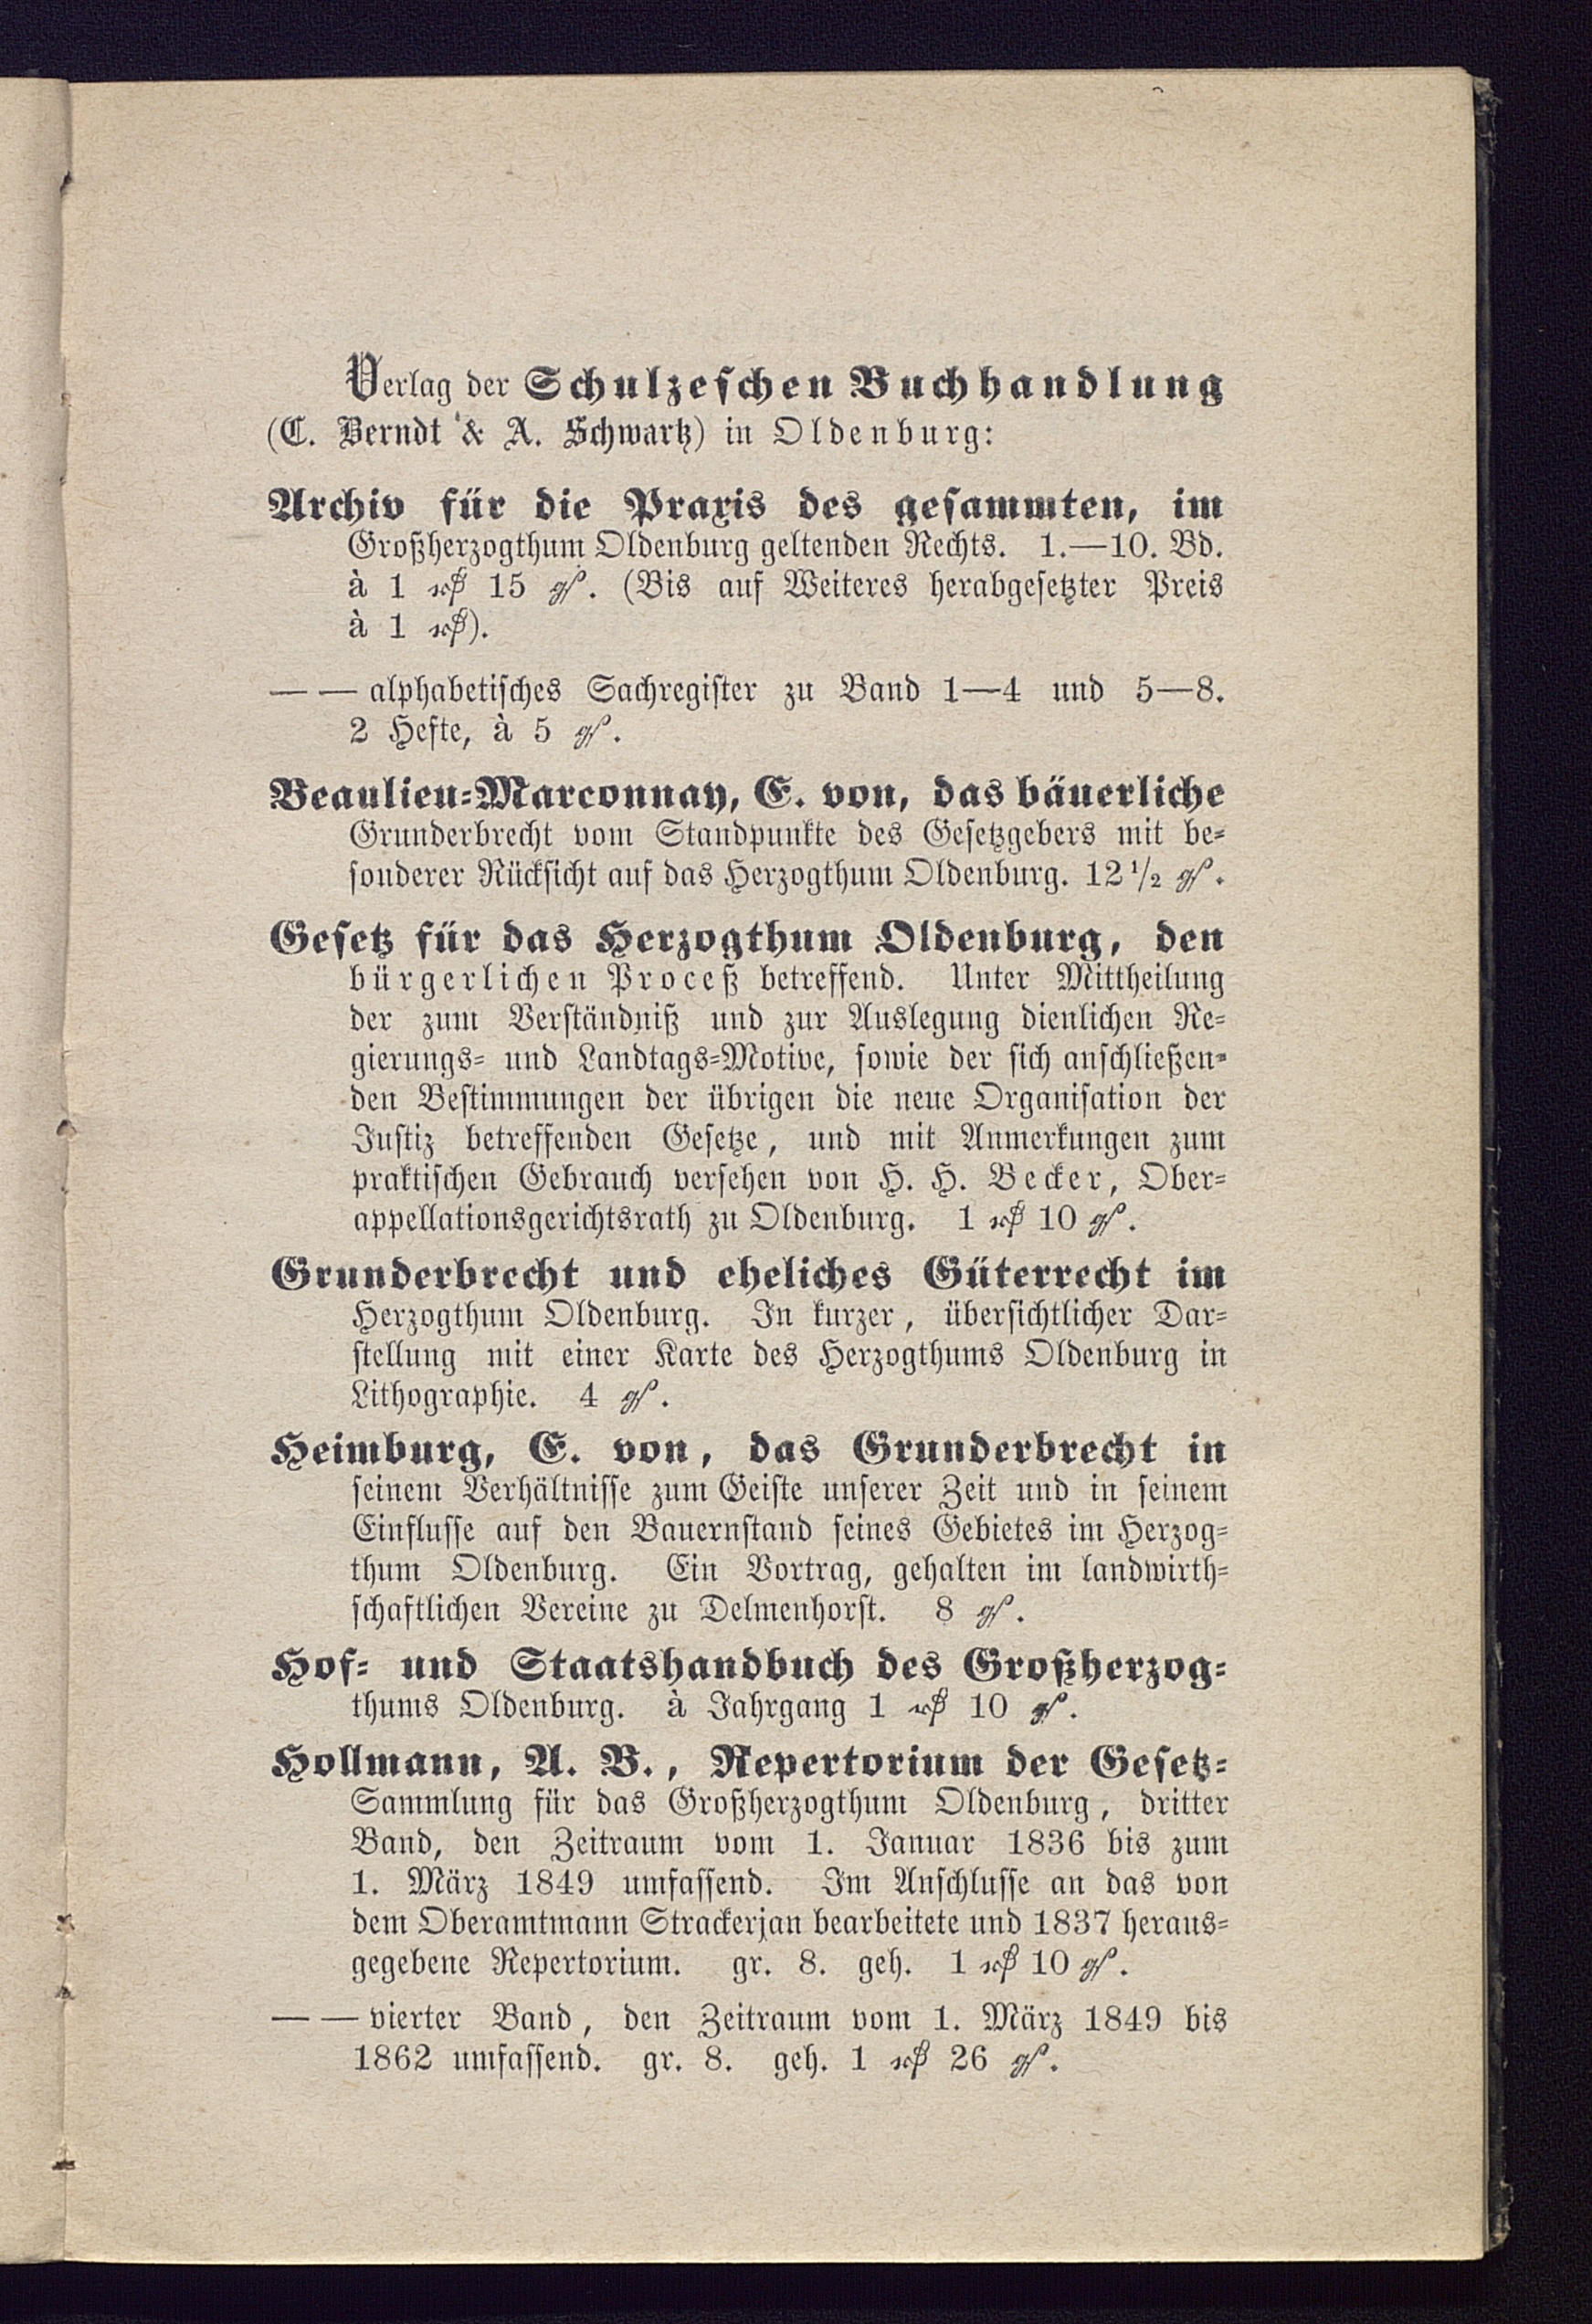 Verlag der Schulzeschen Buchhandlung
(C. Berndt & A. Schwartz) in Oldenburg:
Archiv für die Praxis des gesammten, im
Großherzogthum Oldenburg geltenden Rechts. 1.—10. Bd.
à 1 ₰ 15 gſ. (Bis auf Weiteres herabgesetzter Preis
à 1 ₰).
— — alphabetisches Sachregister zu Band 1—4 und 5—8.
2 Hefte, à 5 gſ.
Beaulieu-Marconnay, E. von, das bäuerliche
Grunderbrecht vom Standpunkte des Gesetzgebers mit be-
sonderer Rücksicht auf das Herzogthum Oldenburg. 12 1/2 gſ.
Gesetz für das Herzogthum Oldenburg, den
bürgerlichen Proceß betreffend. Unter Mittheilung
der zum Verständniß und zur Auslegung dienlichen Re-
gierungs- und Landtags-Motive, sowie der sich anschließen-
den Bestimmungen der übrigen die neue Organisation der
Justiz betreffenden Gesetze, und mit Anmerkungen zum
praktischen Gebrauch versehen von H. H. Becker, Ober-
appellationsgerichtsrath zu Oldenburg. 1 ₰ 10 gſ.
Grunderbrecht und eheliches Güterrecht im
Herzogthum Oldenburg. In kurzer, übersichtlicher Dar-
stellung mit einer Karte des Herzogthums Oldenburg in
Lithographie. 4 gſ.
Heimburg, E. von, das Grunderbrecht in
seinem Verhältnisse zum Geiste unserer Zeit und in seinem
Einflusse auf den Bauernstand seines Gebietes im Herzog-
thum Oldenburg. Ein Vortrag, gehalten im landwirth-
schaftlichen Vereine zu Delmenhorst. 8 gſ.
Hof- und Staatshandbuch des Großherzog-
thums Oldenburg. à Jahrgang 1 ₰ 10 gſ.
Hollmann, A. B., Repertorium der Gesetz-
Sammlung für das Großherzogthum Oldenburg, dritter
Band, den Zeitraum vom 1. Januar 1836 bis zum
1. März 1849 umfassend. Im Anschlusse an das von
dem Oberamtmann Strackerjan bearbeitete und 1837 heraus-
gegebene Repertorium. gr. 8. geh. 1 ₰ 10 gſ.
— — vierter Band, den Zeitraum vom 1. März 1849 bis
1862 umfassend. gr. 8. geh. 1 ₰ 26 gſ.